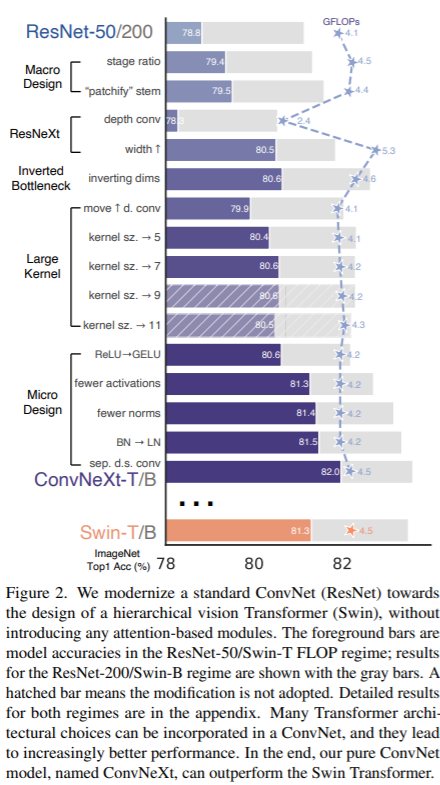 GFLOPs
ResNet-50/200 78.8 4.1
Macro Design
stage ratio 79.4 4.5
"patchify" stem 79.5 4.4
ResNeXt
depth conv 78.3 2.4
width ↑ 80.5 5.3
Inverted Bottleneck
inverting dims 80.6 4.6
Large Kernel
move ↑ d. conv 79.9 4.1
kernel sz. → 5 80.4 4.1
kernel sz. → 7 80.6 4.2
kernel sz. → 9 80.6 4.2
kernel sz. → 11 80.5 4.3
Micro Design
ReLU→GELU 80.6 4.2
fewer activations 81.3 4.2
fewer norms 81.4 4.2
BN → LN 81.5 4.2
sep. d.s. conv
ConvNeXt-T/B 82.0 4.5
...
Swin-T/B 81.3 4.5
ImageNet
Top1 Acc (%) 78 80 82
Figure 2. We modernize a standard ConvNet (ResNet) towards
the design of a hierarchical vision Transformer (Swin), without
introducing any attention-based modules. The foreground bars are
model accuracies in the ResNet-50/Swin-T FLOP regime; results
for the ResNet-200/Swin-B regime are shown with the gray bars. A
hatched bar means the modification is not adopted. Detailed results
for both regimes are in the appendix. Many Transformer archi-
tectural choices can be incorporated in a ConvNet, and they lead
to increasingly better performance. In the end, our pure ConvNet
model, named ConvNeXt, can outperform the Swin Transformer.